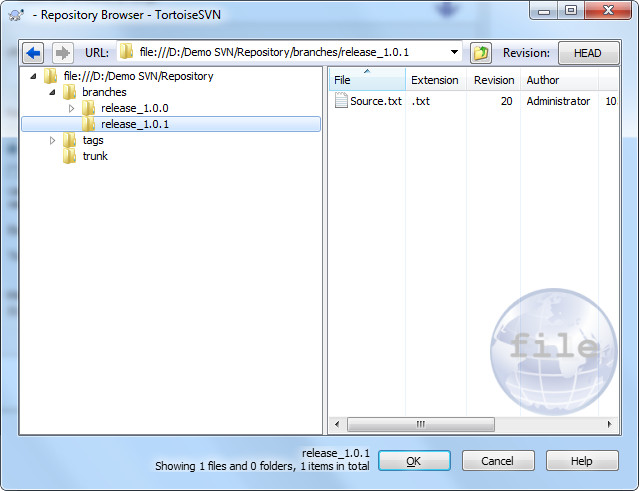 - Repository Browser - TortoiseSVN
URL: file:///D:/Demo SVN/Repository/branches/release_1.0.1 Revision: HEAD
file:///D:/Demo SVN/Repository
branches
release_1.0.0
release_1.0.1
tags
trunk
File Extension Revision Author
Source.txt .txt 20 Administrator 10
file
release_1.0.1
Showing 1 files and 0 folders, 1 items in total
OK Cancel Help